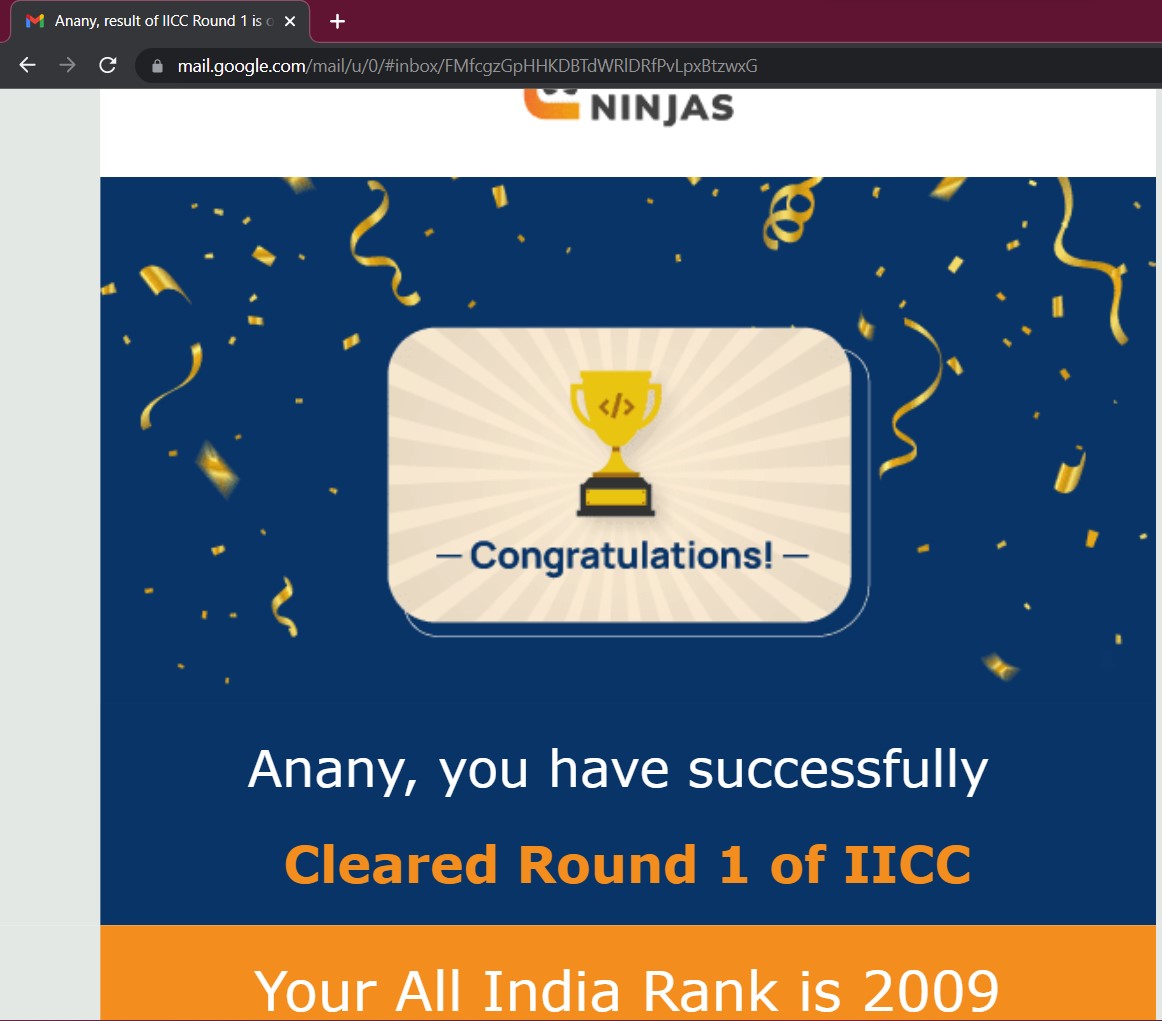 Anany, result of IICC Round 1 is
mail.google.com/mail/u/0/#inbox/FMfcgzGpHHKDBTdWRlDRfPvLpxBtzwxG
NINJAS
</>
— Congratulations! —
Anany, you have successfully
Cleared Round 1 of IICC
Your All India Rank is 2009